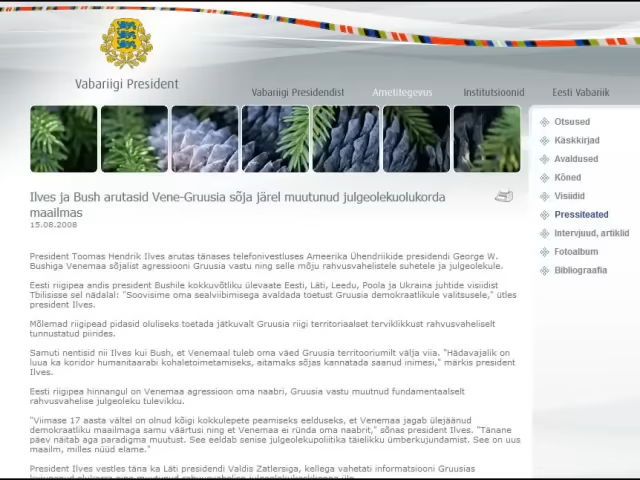 Vabariigi President
Vabariigi Presidendist Ametitegevus Institutsioonid Eesti Vabariik
Otsused
Käskkirjad
Avaldused
Kõned
Visiidid
Pressiteated
Intervjuud, artiklid
Fotoalbum
Bibliograafia
Ilves ja Bush arutasid Vene-Gruusia sõja järel muutunud julgeolekuolukorda
maailmas
15.08.2008
President Toomas Hendrik Ilves arutas tänases telefonivestluses Ameerika Ühendriikide presidendi George W.
Bushiga Venemaa sõjalist agressiooni Gruusia vastu ning selle mõju rahvusvahelistele suhetele ja julgeolekule.
Eesti riigipea andis president Bushile kokkuvõtliku ülevaate Eesti, Läti, Leedu, Poola ja Ukraina juhtide visiidist
Tbilisisse sel nädalal: "Soovisime oma sealviibimisega avaldada toetust Gruusia demokraatlikule valitsusele," ütles
president Ilves.
Mõlemad riigipead pidasid oluliseks toetada jätkuvalt Gruusia riigi territoriaalset terviklikkust rahvusvaheliselt
tunnustatud piirides.
Samuti nentisid nii Ilves kui Bush, et Venemaal tuleb oma väed Gruusia territooriumilt välja viia. "Hädavajalik on
luua ka koridor humanitaarabi kohaletoimetamiseks, aitamaks sõjas kannatada saanud inimesi," märkis president
Ilves.
Eesti riigipea hinnangul on Venemaa agressioon oma naabri, Gruusia vastu muutnud fundamentaalselt
rahvusvahelise julgeoleku tulevikku.
"Viimase 17 aasta vältel on olnud kõigi kokkulepete peamiseks eelduseks, et Venemaa jagab ülejäänud
demokraatliku maailmaga samu väärtusi ning et Venemaa ei ründa oma naabrit," sõnas president Ilves. "Tänane
päev näitab aga paradigma muutust. See eeldab senise julgeolekupoliitika täielikku ümberkujundamist. See on uus
maailm, milles nüüd elame."
President Ilves vestles täna ka Läti presidendi Valdis Zatlersiga, kellega vahetati informatsiooni Gruusias